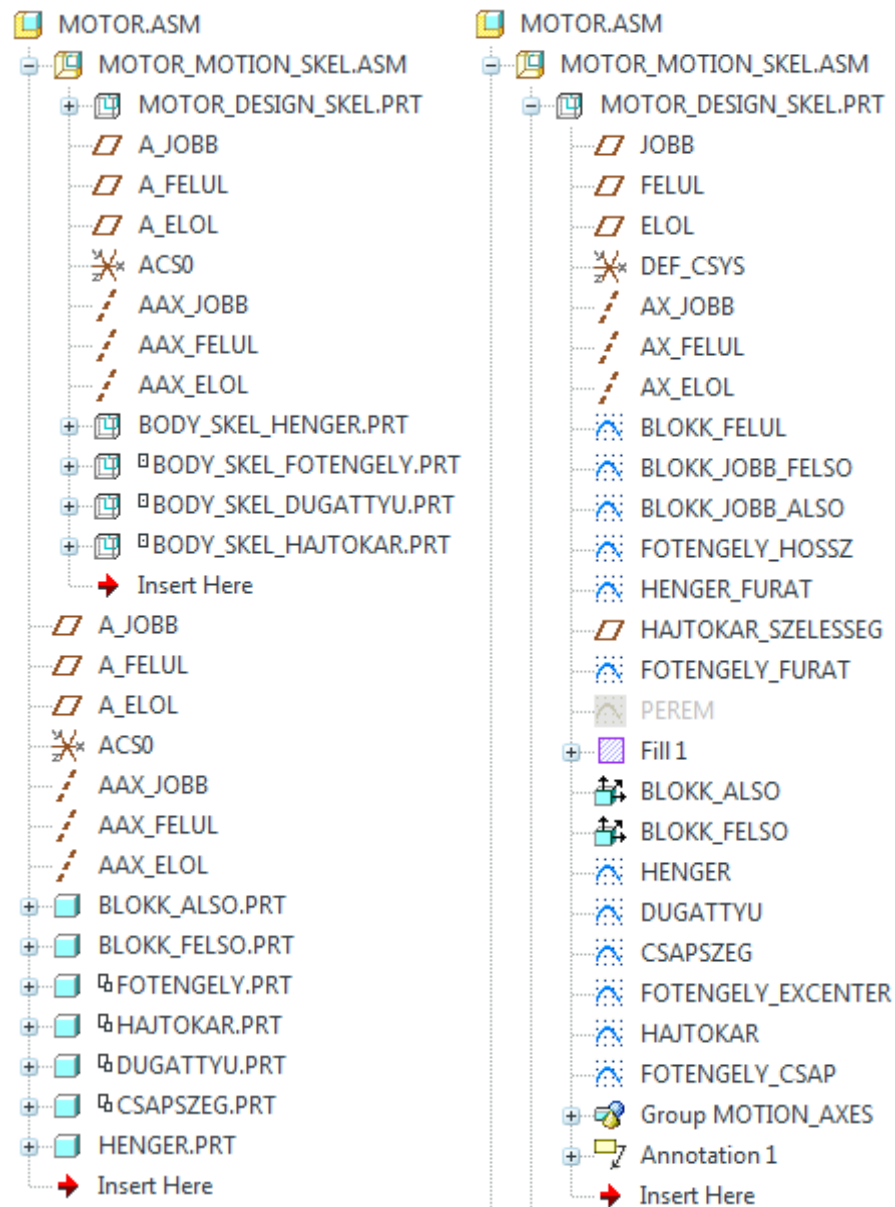 MOTOR.ASM
MOTOR_MOTION_SKEL.ASM
MOTOR_DESIGN_SKEL.PRT
A_JOBB
A_FELUL
A_ELOL
ACS0
AAX_JOBB
AAX_FELUL
AAX_ELOL
BODY_SKEL_HENGER.PRT
BODY_SKEL_FOTENGELY.PRT
BODY_SKEL_DUGATTYU.PRT
BODY_SKEL_HAJTOKAR.PRT
Insert Here
A_JOBB
A_FELUL
A_ELOL
ACS0
AAX_JOBB
AAX_FELUL
AAX_ELOL
BLOKK_ALSO.PRT
BLOKK_FELSO.PRT
FOTENGELY.PRT
HAJTOKAR.PRT
DUGATTYU.PRT
CSAPSZEG.PRT
HENGER.PRT
Insert Here
MOTOR.ASM
MOTOR_MOTION_SKEL.ASM
MOTOR_DESIGN_SKEL.PRT
JOBB
FELUL
ELOL
DEF_CSYS
AX_JOBB
AX_FELUL
AX_ELOL
BLOKK_FELUL
BLOKK_JOBB_FELSO
BLOKK_JOBB_ALSO
FOTENGELY_HOSSZ
HENGER_FURAT
HAJTOKAR_SZELESSEG
FOTENGELY_FURAT
PEREM
Fill 1
BLOKK_ALSO
BLOKK_FELSO
HENGER
DUGATTYU
CSAPSZEG
FOTENGELY_EXCENTER
HAJTOKAR
FOTENGELY_CSAP
Group MOTION_AXES
Annotation 1
Insert Here